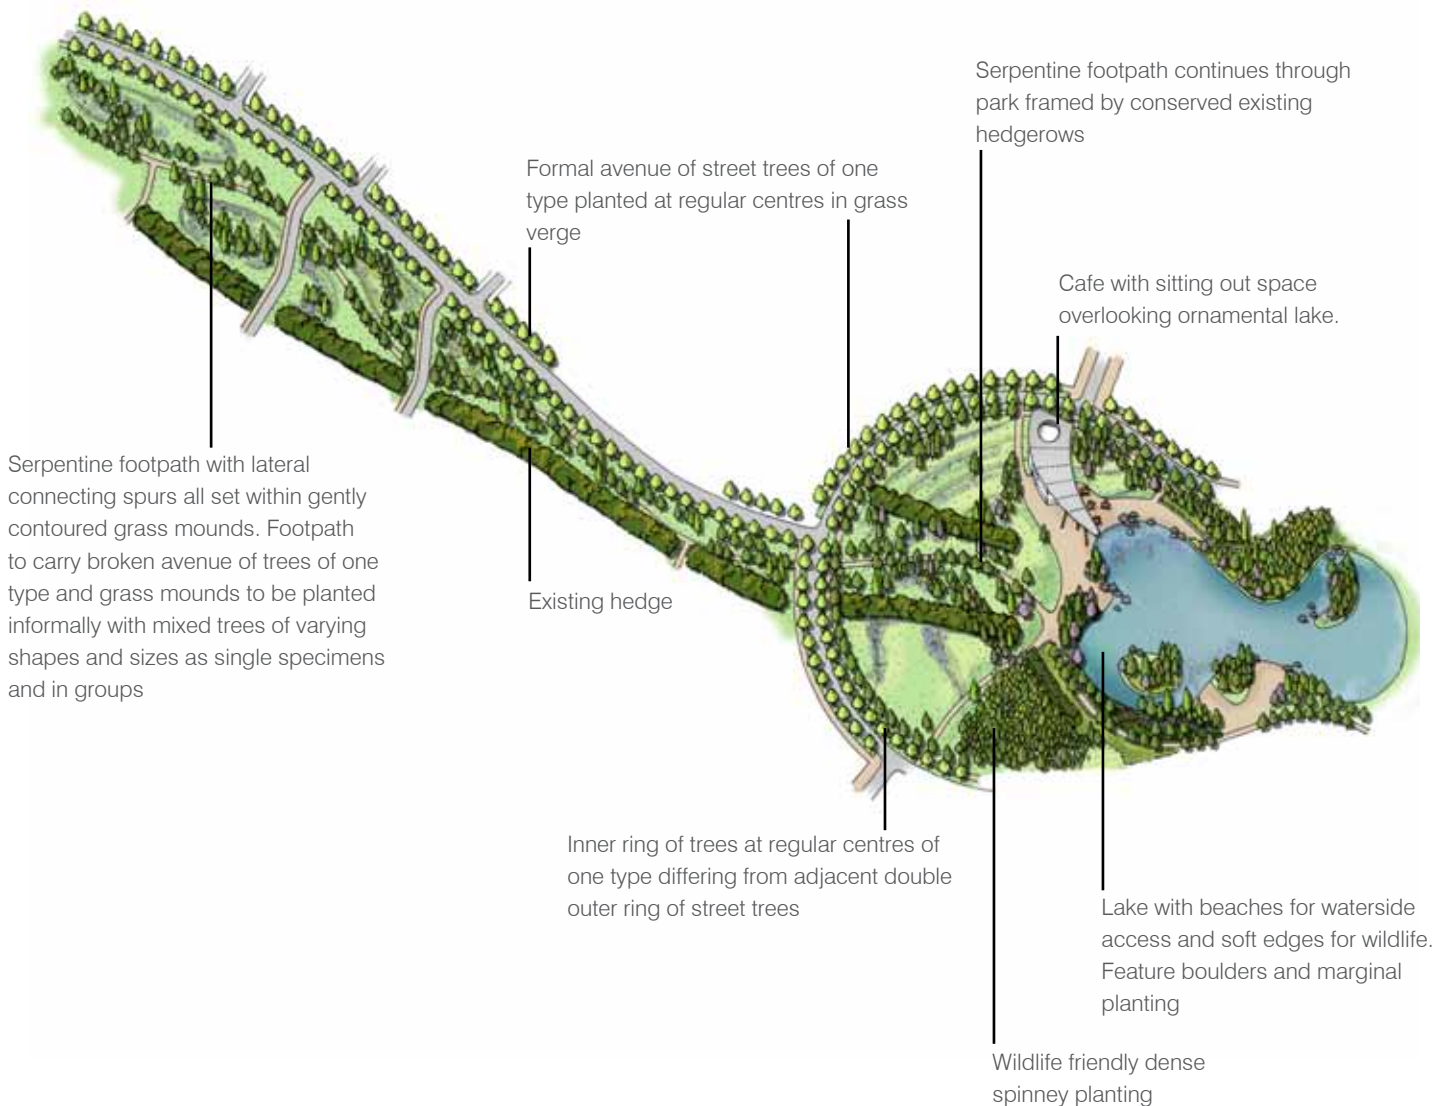 Serpentine footpath continues through
park framed by conserved existing
hedgerows
Formal avenue of street trees of one
type planted at regular centres in grass
verge
Cafe with sitting out space
overlooking ornamental lake.
Serpentine footpath with lateral
connecting spurs all set within gently
contoured grass mounds. Footpath
to carry broken avenue of trees of one
type and grass mounds to be planted
informally with mixed trees of varying
shapes and sizes as single specimens
and in groups
Existing hedge
Inner ring of trees at regular centres of
one type differing from adjacent double
outer ring of street trees
Lake with beaches for waterside
access and soft edges for wildlife.
Feature boulders and marginal
planting
Wildlife friendly dense
spinney planting